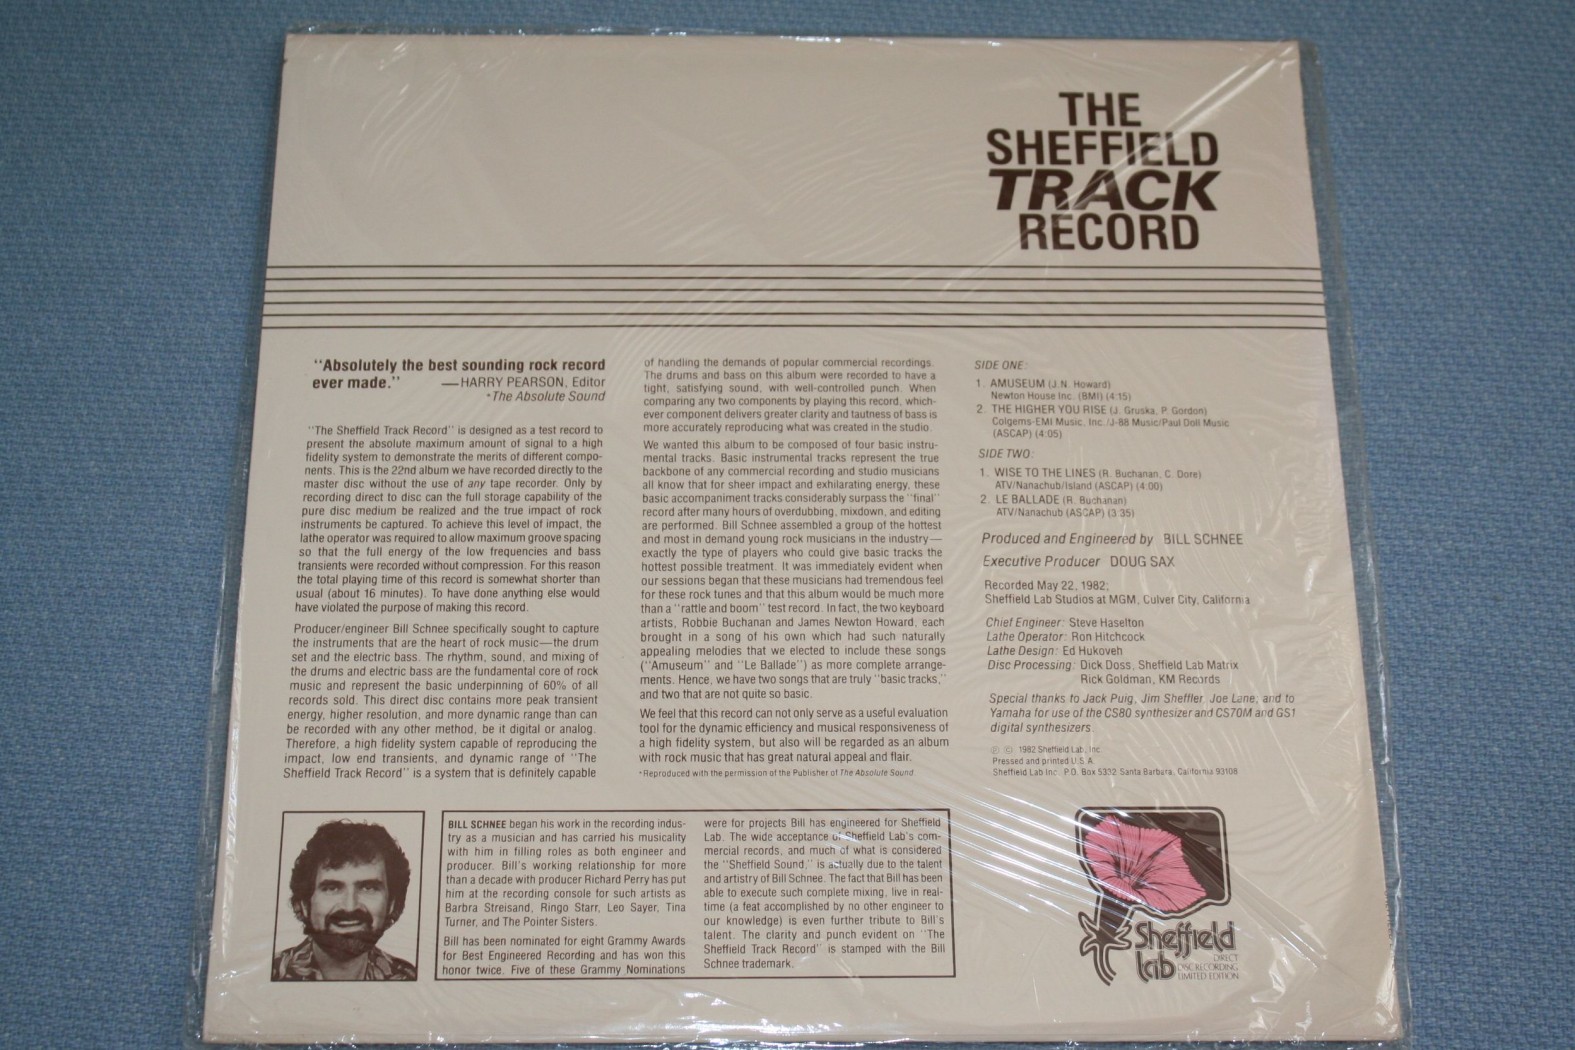 THE
SHEFFIELD
TRACK
RECORD
"Absolutely the best sounding rock record
ever made." —HARRY PEARSON, Editor
*The Absolute Sound
"The Sheffield Track Record" is designed as a test record to
present the absolute maximum amount of signal to a high
fidelity system to demonstrate the merits of different compo-
nents. This is the 22nd album we have recorded directly to the
master disc without the use of any tape recorder. Only by
recording direct to disc can the full storage capability of the
pure disc medium be realized and the true impact of rock
instruments be captured. To achieve this level of impact, the
lathe operator was required to allow maximum groove spacing
so that the full energy of the low frequencies and bass
transients were recorded without compression. For this reason
the total playing time of this record is somewhat shorter than
usual (about 16 minutes). To have done anything else would
have violated the purpose of making this record.
Producer/engineer Bill Schnee specifically sought to capture
the instruments that are the heart of rock music—the drum
set and the electric bass. The rhythm, sound, and mixing of
the drums and electric bass are the fundamental core of rock
music and represent the basic underpinning of 60% of all
records sold. This direct disc contains more peak transient
energy, higher resolution, and more dynamic range than can
be recorded with any other method, be it digital or analog.
Therefore, a high fidelity system capable of reproducing the
impact, low end transients, and dynamic range of "The
Sheffield Track Record" is a system that is definitely capable
of handling the demands of popular commercial recordings.
The drums and bass on this album were recorded to have a
tight, satisfying sound, with well-controlled punch. When
comparing any two components by playing this record, which-
ever component delivers greater clarity and tautness of bass is
more accurately reproducing what was created in the studio.
We wanted this album to be composed of four basic instru-
mental tracks. Basic instrumental tracks represent the true
backbone of any commercial recording and studio musicians
all know that for sheer impact and exhilarating energy, these
basic accompaniment tracks considerably surpass the "final"
record after many hours of overdubbing, mixdown, and editing
are performed. Bill Schnee assembled a group of the hottest
and most in demand young rock musicians in the industry—
exactly the type of players who could give basic tracks the
hottest possible treatment. It was immediately evident when
our sessions began that these musicians had tremendous feel
for these rock tunes and that this album would be much more
than a "rattle and boom" test record. In fact, the two keyboard
artists, Robbie Buchanan and James Newton Howard, each
brought in a song of his own which had such naturally
appealing melodies that we elected to include these songs
("Amuseum" and "Le Ballade") as more complete arrange-
ments. Hence, we have two songs that are truly "basic tracks,"
and two that are not quite so basic.
We feel that this record can not only serve as a useful evaluation
tool for the dynamic efficiency and musical responsiveness of
a high fidelity system, but also will be regarded as an album
with rock music that has great natural appeal and flair.
*Reproduced with the permission of the Publisher of The Absolute Sound.
SIDE ONE:
1. AMUSEUM (J.N. Howard)
Newton House Inc. (BMI) (4:15)
2. THE HIGHER YOU RISE (J. Gruska, P. Gordon)
Colgems-EMI Music, Inc./J-88 Music/Paul Doll Music
(ASCAP) (4:05)
SIDE TWO:
1. WISE TO THE LINES (R. Buchanan, C. Dore)
ATV/Nanachub/Island (ASCAP) (4:00)
2. LE BALLADE (R. Buchanan)
ATV/Nanachub (ASCAP) (3:35)
Produced and Engineered by BILL SCHNEE
Executive Producer DOUG SAX
Recorded May 22, 1982,
Sheffield Lab Studios at MGM, Culver City, California
Chief Engineer: Steve Haselton
Lathe Operator: Ron Hitchcock
Lathe Design: Ed Hukoveh
Disc Processing: Dick Doss, Sheffield Lab Matrix
Rick Goldman, KM Records
Special thanks to Jack Puig, Jim Sheffler, Joe Lane, and to
Yamaha for use of the CS80 synthesizer and CS70M and GS1
digital synthesizers.
Ⓟ © 1982 Sheffield Lab, Inc.
Pressed and printed U.S.A.
Sheffield Lab Inc. P.O. Box 5332 Santa Barbara, California 93108
BILL SCHNEE began his work in the recording indus-
try as a musician and has carried his musicality
with him in filling roles as both engineer and
producer. Bill's working relationship for more
than a decade with producer Richard Perry has put
him at the recording console for such artists as
Barbra Streisand, Ringo Starr, Leo Sayer, Tina
Turner, and The Pointer Sisters.
Bill has been nominated for eight Grammy Awards
for Best Engineered Recording and has won this
honor twice. Five of these Grammy Nominations
were for projects Bill has engineered for Sheffield
Lab. The wide acceptance of Sheffield Lab's com-
mercial records, and much of what is considered
the "Sheffield Sound," is actually due to the talent
and artistry of Bill Schnee. The fact that Bill has been
able to execute such complete mixing, live in real-
time (a feat accomplished by no other engineer to
our knowledge) is even further tribute to Bill's
talent. The clarity and punch evident on "The
Sheffield Track Record" is stamped with the Bill
Schnee trademark.
Sheffield
lab
DIRECT
DISC RECORDING
LIMITED EDITION